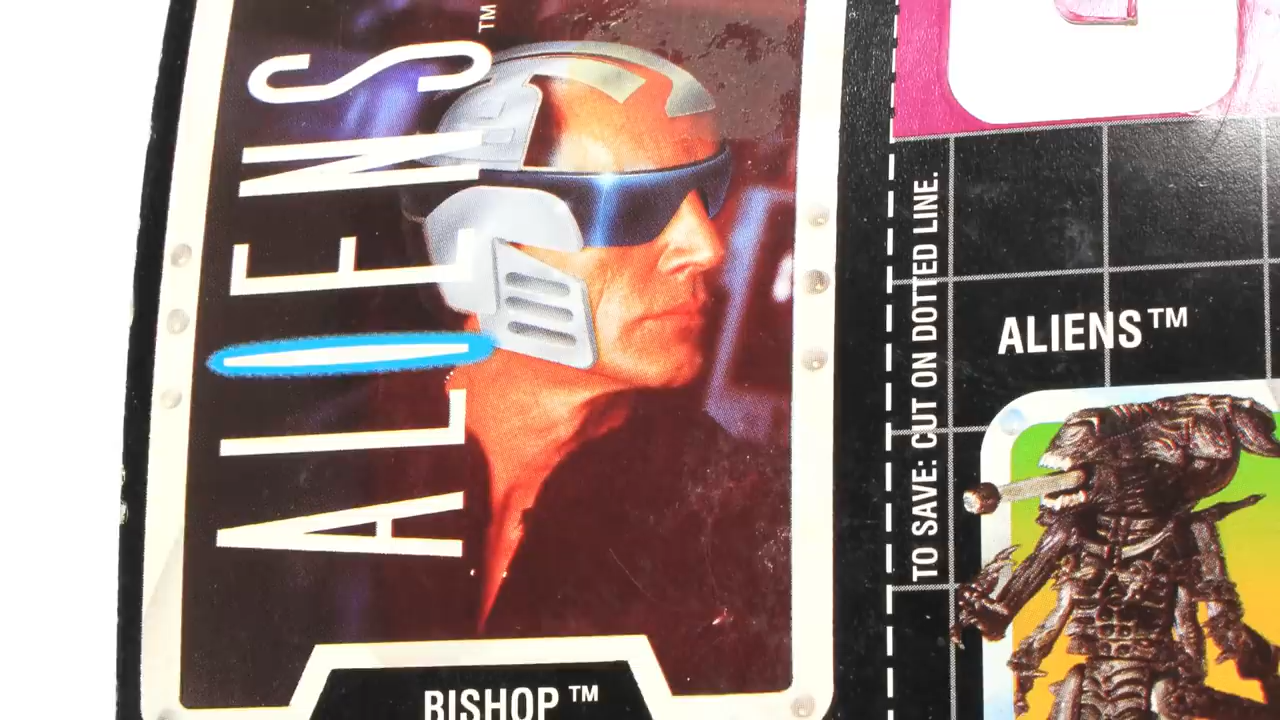 ALIENS™
BISHOP™
TO SAVE: CUT ON DOTTED LINE.
ALIENS™